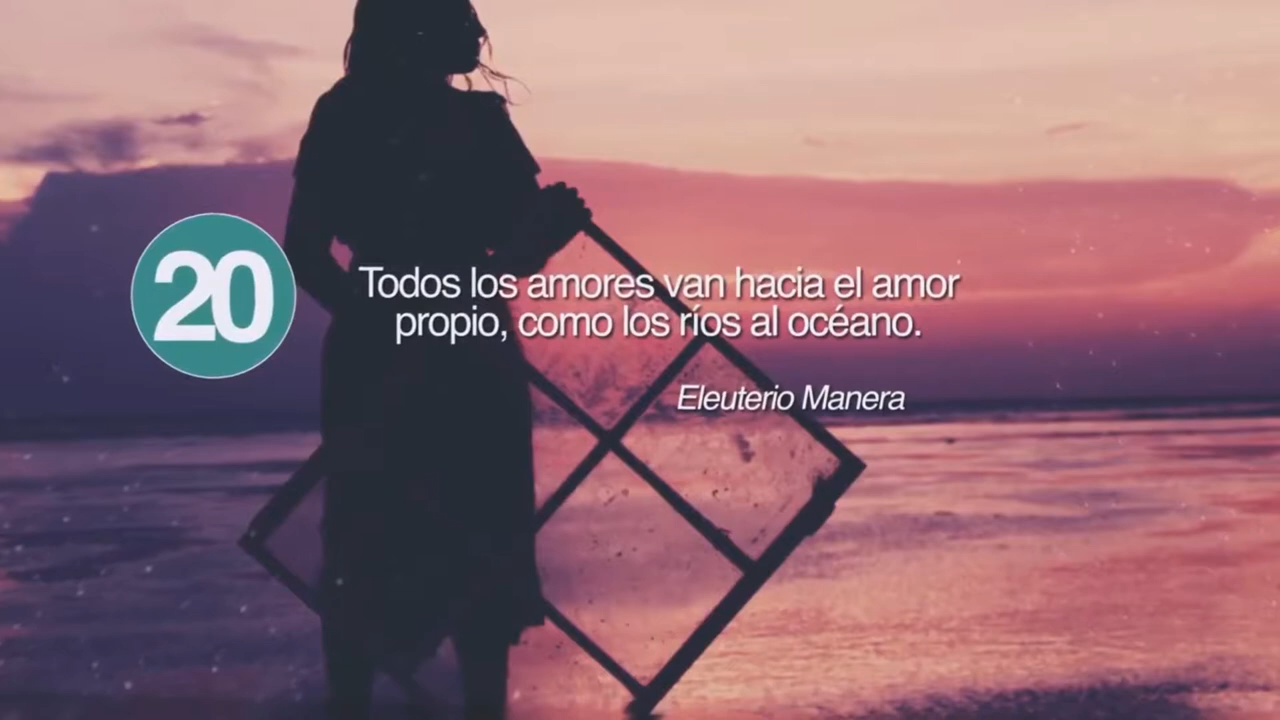 20
Todos los amores van hacia el amor
propio, como los ríos al océano.
Eleuterio Manera